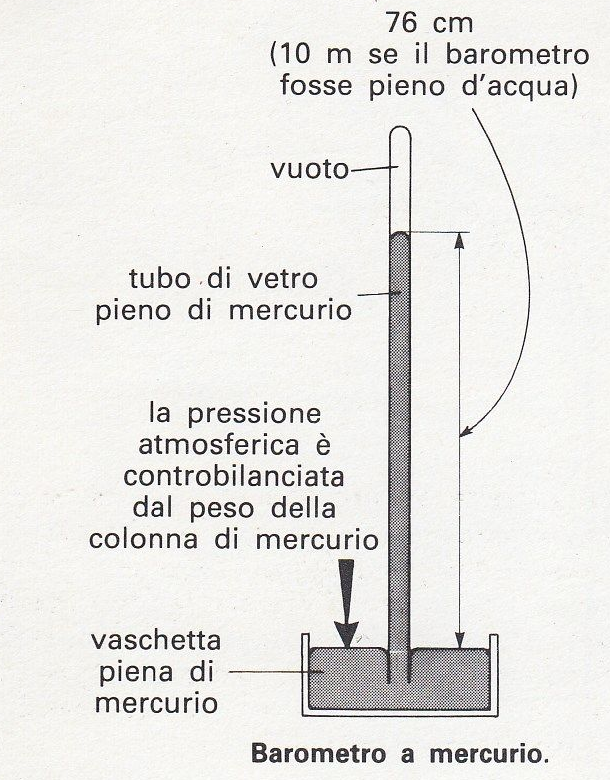 76 cm
(10 m se il barometro
fosse pieno d'acqua)
vuoto
tubo di vetro
pieno di mercurio
la pressione
atmosferica è
controbilanciata
dal peso della
colonna di mercurio
vaschetta
piena di
mercurio
Barometro a mercurio.